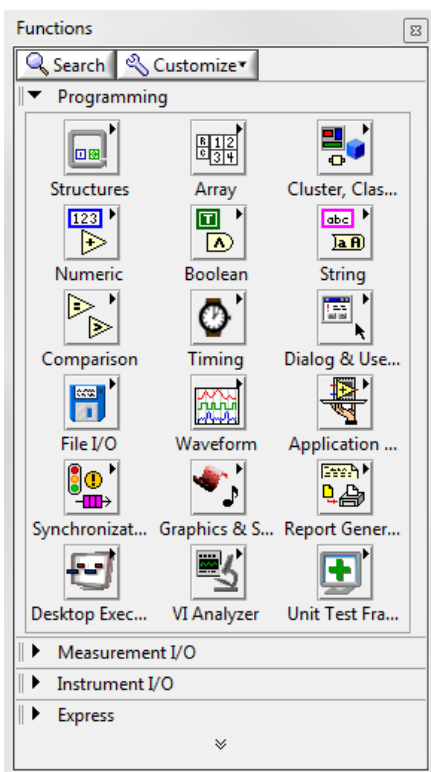 Functions
Search Customize
Programming
Structures Array Cluster, Clas...
123
abc
Numeric Boolean String
Comparison Timing Dialog & Use...
File I/O Waveform Application ...
Synchronizat... Graphics & S... Report Gener...
Desktop Exec... VI Analyzer Unit Test Fra...
Measurement I/O
Instrument I/O
Express